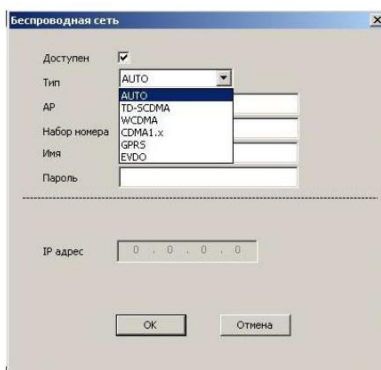 Беспроводная сеть
Доступен
Тип AUTO
AUTO
AP TD-SCDMA
WCDMA
Набор номера CDMA1.x
GPRS
Имя EVDO
Пароль
IP адрес 0 . 0 . 0 . 0
OK Отмена